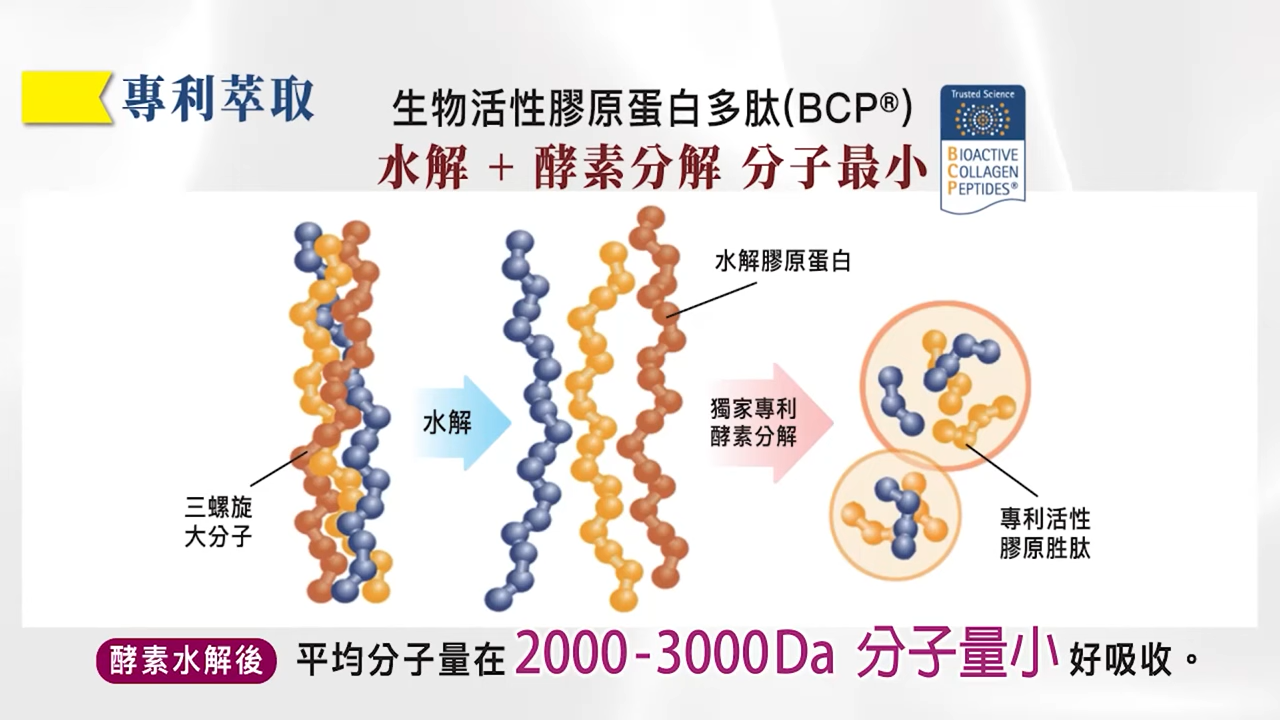 專利萃取
生物活性膠原蛋白多肽(BCP®)
水解 + 酵素分解 分子最小
Trusted Science
BIOACTIVE
COLLAGEN
PEPTIDES®
水解膠原蛋白
水解
獨家專利
酵素分解
三螺旋
大分子
專利活性
膠原胜肽
酵素水解後 平均分子量在2000-3000Da 分子量小 好吸收。